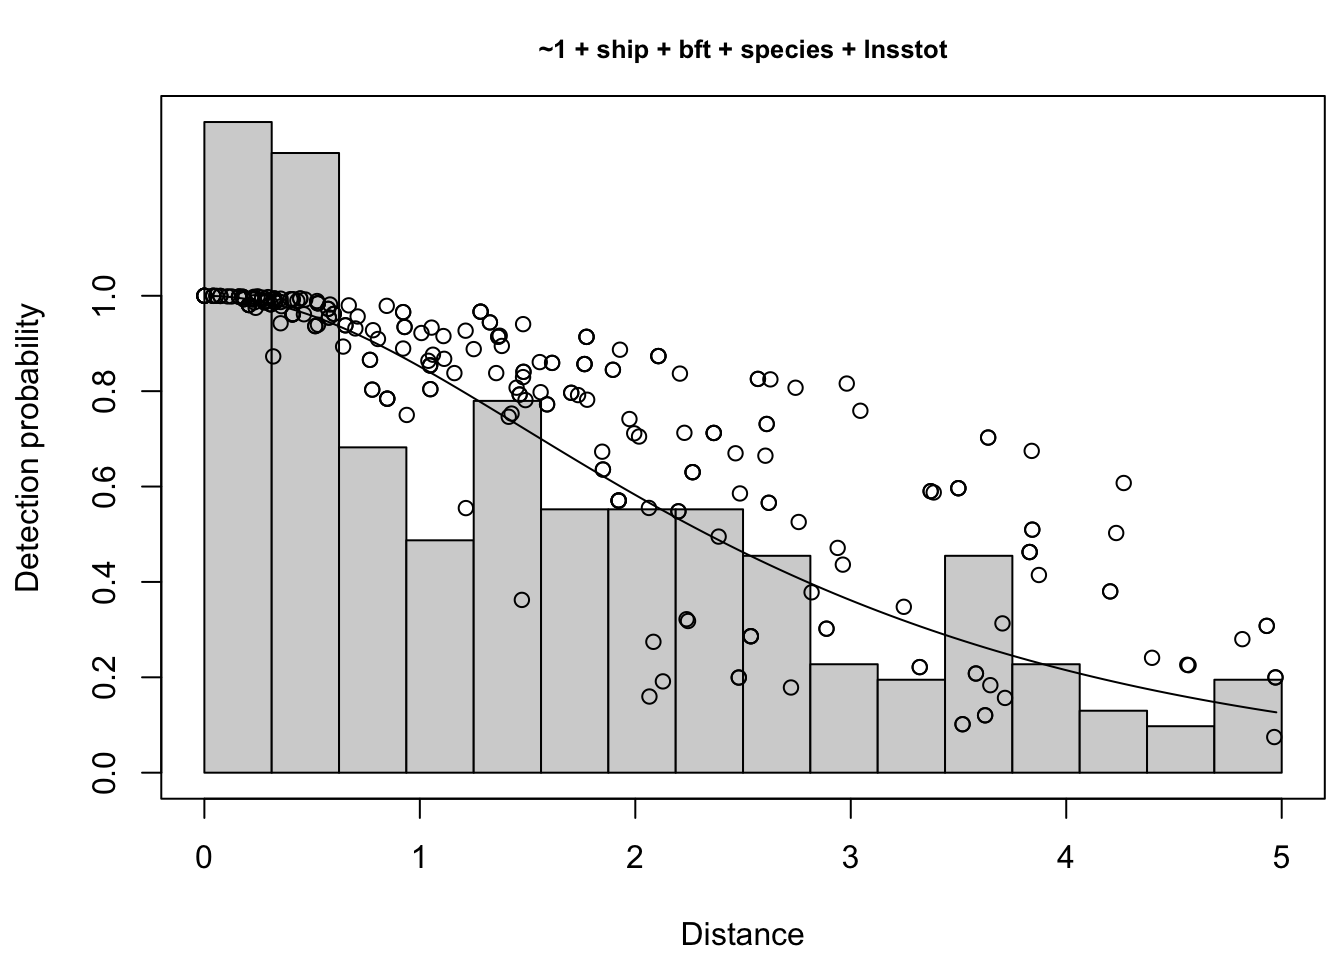 ~1 + ship + bft + species + lnsstot
Detection probability
1.0
0.8
0.6
0.4
0.2
0.0
0 1 2 3 4 5
Distance